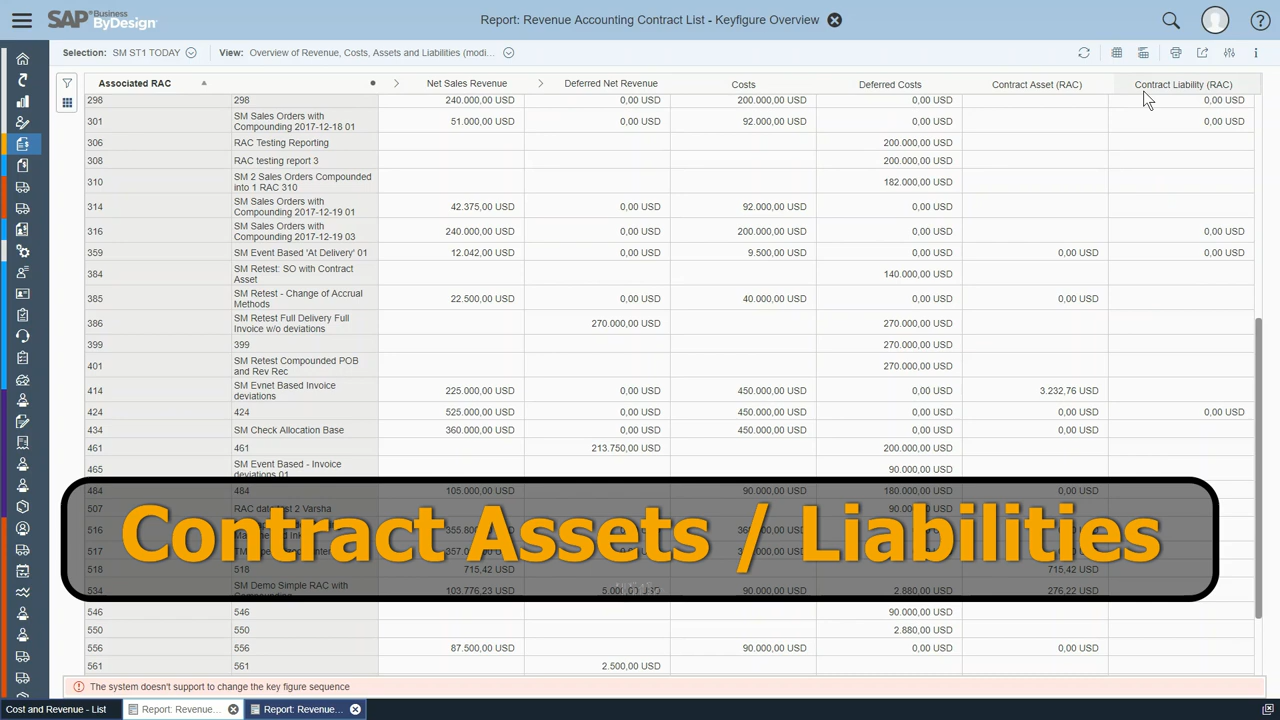 SAP Business ByDesign
Report: Revenue Accounting Contract List - Keyfigure Overview
Selection: SM ST1 TODAY View: Overview of Revenue, Costs, Assets and Liabilities (modi...
Associated RAC Net Sales Revenue Deferred Net Revenue Costs Deferred Costs Contract Asset (RAC) Contract Liability (RAC)
298 298 240.000,00 USD 0,00 USD 200.000,00 USD 0,00 USD 0,00 USD
301 SM Sales Orders with 51.000,00 USD 0,00 USD 92.000,00 USD 0,00 USD 0,00 USD
Compounding 2017-12-18 01
306 RAC Testing Reporting 200.000,00 USD
308 RAC testing report 3 200.000,00 USD
310 SM 2 Sales Orders Compounded 182.000,00 USD
into 1 RAC 310
314 SM Sales Orders with 42.375,00 USD 0,00 USD 92.000,00 USD 0,00 USD
Compounding 2017-12-19 01
316 SM Sales Orders with 240.000,00 USD 0,00 USD 200.000,00 USD 0,00 USD 0,00 USD
Compounding 2017-12-19 03
359 SM Event Based 'At Delivery' 01 12.042,00 USD 0,00 USD 9.500,00 USD 0,00 USD 0,00 USD 0,00 USD
384 SM Retest: SO with Contract 140.000,00 USD
Asset
385 SM Retest - Change of Accrual 22.500,00 USD 0,00 USD 40.000,00 USD 0,00 USD 0,00 USD
Methods
386 SM Retest Full Delivery Full 270.000,00 USD 270.000,00 USD
Invoice w/o deviations
399 399 270.000,00 USD
401 SM Retest Compounded POB 270.000,00 USD
and Rev Rec
414 SM Evnet Based Invoice 225.000,00 USD 0,00 USD 450.000,00 USD 0,00 USD 3.232,76 USD
deviations
424 424 525.000,00 USD 0,00 USD 450.000,00 USD 0,00 USD 0,00 USD
434 SM Check Allocation Base 360.000,00 USD 0,00 USD 450.000,00 USD 0,00 USD 0,00 USD
461 461 213.750,00 USD 200.000,00 USD
465 SM Event Based - Invoice 90.000,00 USD
deviations 01
484 484 105.000,00 USD 90.000,00 USD 180.000,00 USD 0,00 USD
507 Varsha
Contract Assets / Liabilities
516
517
518 518 715,42 USD 715,42 USD
534 SM Demo Simple RAC with 103.776,23 USD 90.000,00 USD 2.880,00 USD 276,22 USD
546 546 90.000,00 USD
550 550 2.880,00 USD
556 556 87.500,00 USD 90.000,00 USD 0,00 USD 0,00 USD
561 561 2.500,00 USD
The system doesn't support to change the key figure sequence
Cost and Revenue - List Report: Revenue... Report: Revenue...